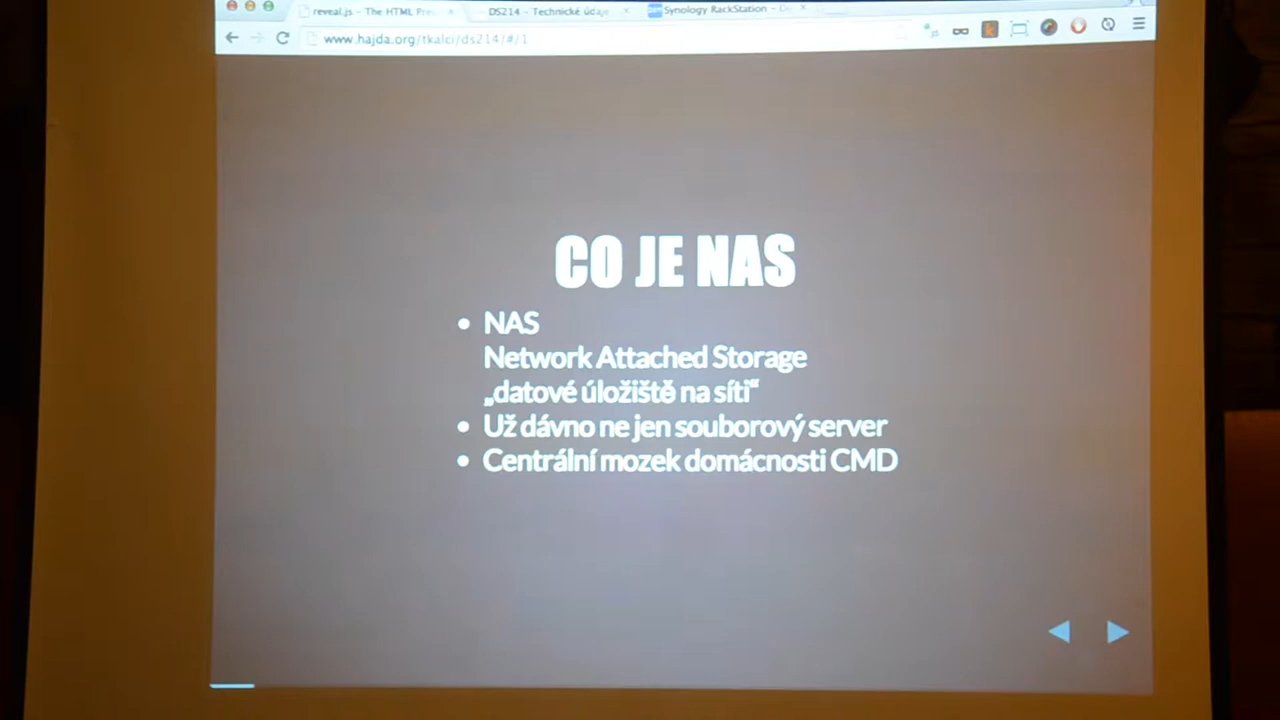 reveal.js - The HTML Pres
DS214 - Technické údaje
Synology RackStation - D
www.hajda.org/tkalci/ds214/#/1
CO JE NAS
NAS
Network Attached Storage
„datové úložiště na síti“
Už dávno ne jen souborový server
Centrální mozek domácnosti CMD